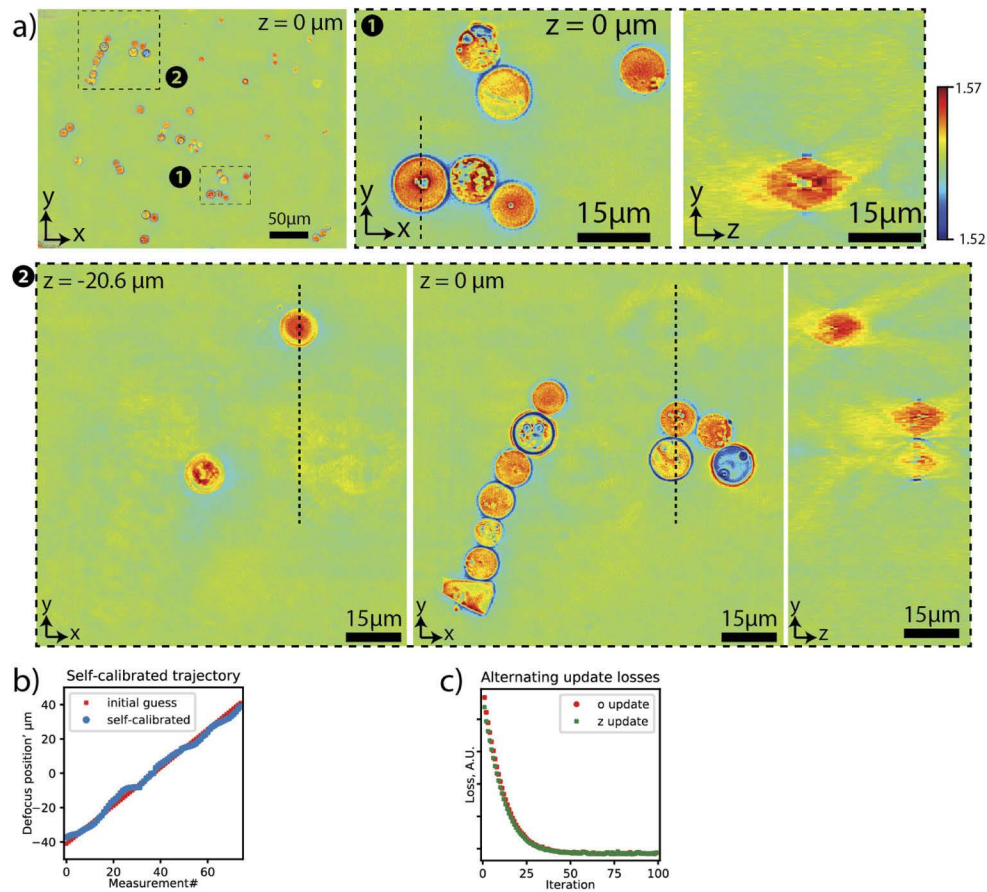 a)
z = 0 µm
2
1
50µm
y
x
1
z = 0 µm
y
x
15µm
y
z
15µm
1.57
1.52
2
z = -20.6 µm
y
x
15µm
z = 0 µm
y
x
15µm
y
z
15µm
b)
Self-calibrated trajectory
initial guess
self-calibrated
Defocus position' µm
40
20
0
−20
−40
0
20
40
60
Measurement#
c)
Alternating update losses
o update
z update
Loss, A.U.
0
25
50
75
100
Iteration